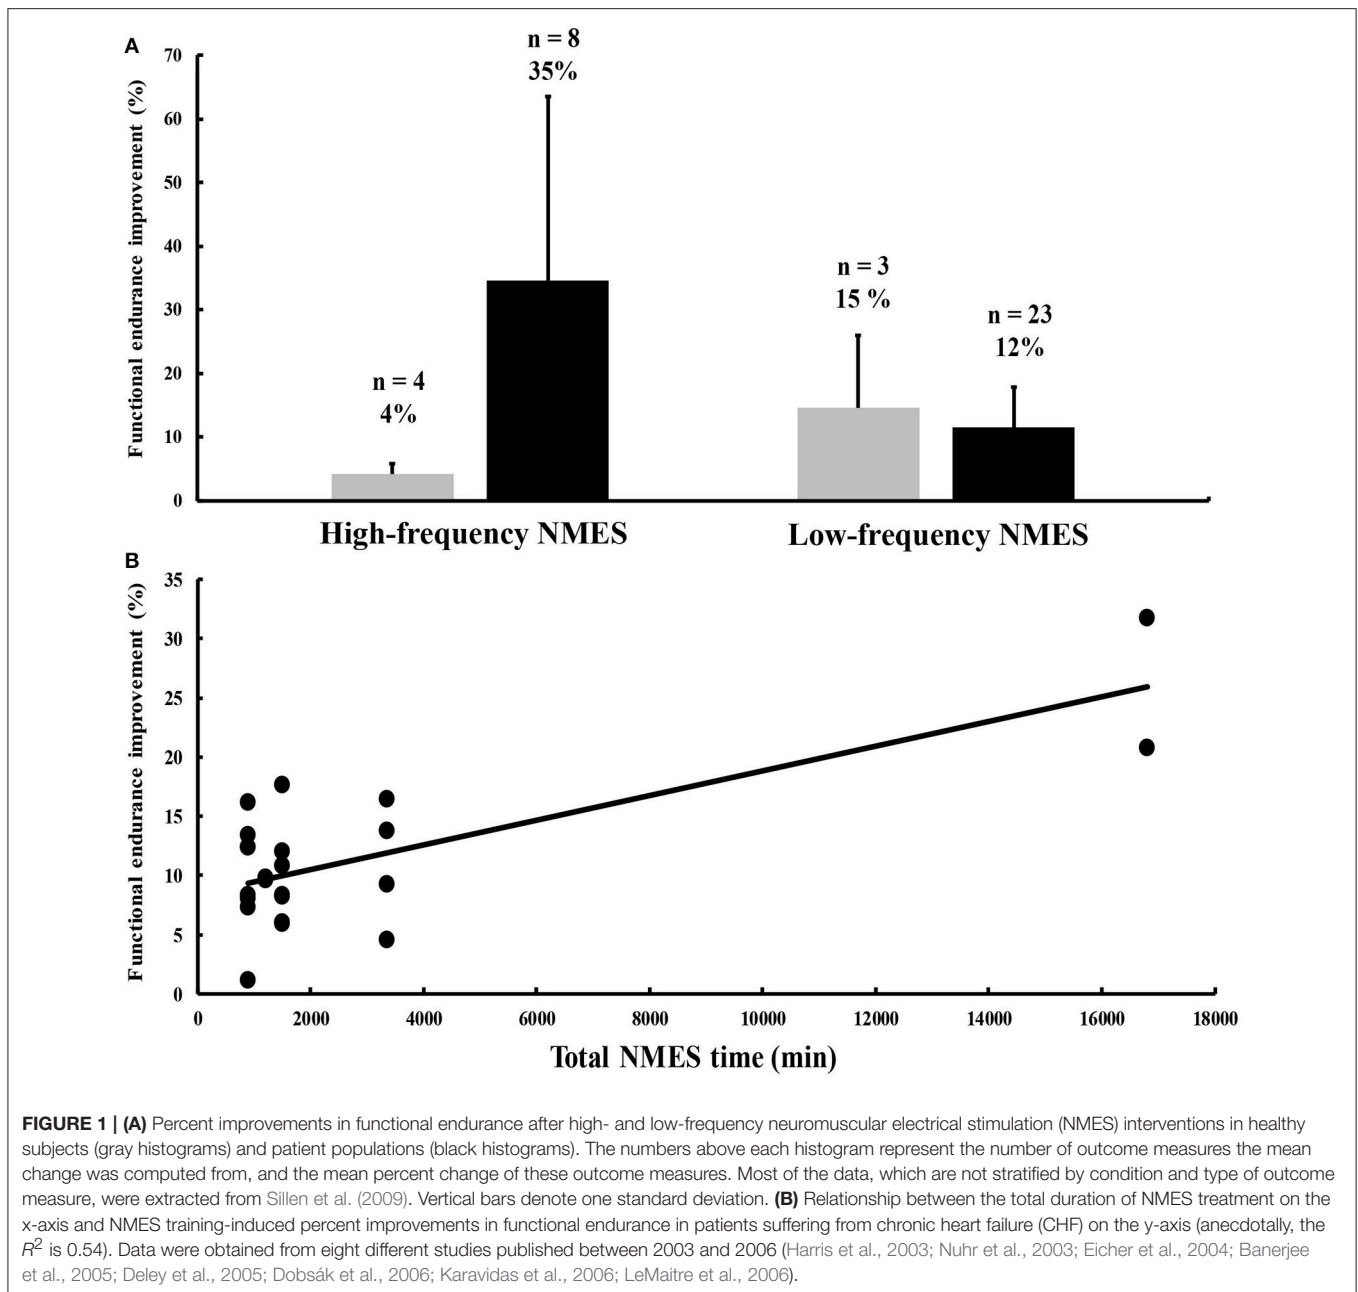 A
Functional endurance improvement (%)
70
60
50
40
30
20
10
0
n = 8
35%
n = 4
4%
n = 3
15 %
n = 23
12%
High-frequency NMES
Low-frequency NMES
B
Functional endurance improvement (%)
35
30
25
20
15
10
5
0
0 2000 4000 6000 8000 10000 12000 14000 16000 18000
Total NMES time (min)
FIGURE 1 | (A) Percent improvements in functional endurance after high- and low-frequency neuromuscular electrical stimulation (NMES) interventions in healthy
subjects (gray histograms) and patient populations (black histograms). The numbers above each histogram represent the number of outcome measures the mean
change was computed from, and the mean percent change of these outcome measures. Most of the data, which are not stratified by condition and type of outcome
measure, were extracted from Sillen et al. (2009). Vertical bars denote one standard deviation. (B) Relationship between the total duration of NMES treatment on the
x-axis and NMES training-induced percent improvements in functional endurance in patients suffering from chronic heart failure (CHF) on the y-axis (anecdotally, the
R² is 0.54). Data were obtained from eight different studies published between 2003 and 2006 (Harris et al., 2003; Nuhr et al., 2003; Eicher et al., 2004; Banerjee
et al., 2005; Deley et al., 2005; Dobsák et al., 2006; Karavidas et al., 2006; LeMaitre et al., 2006).